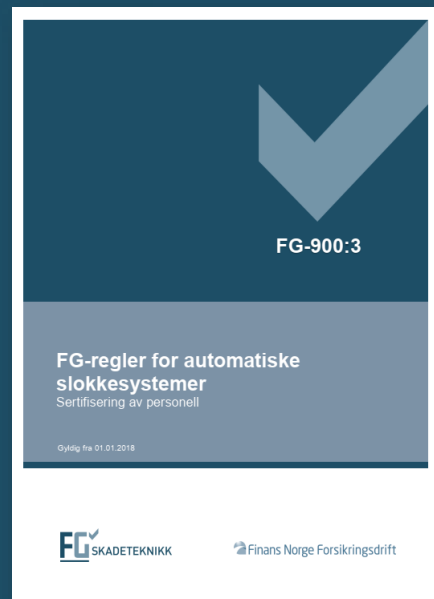 FG-900:3
FG-regler for automatiske
slokkesystemer
Sertifisering av personell
Gyldig fra 01.01.2018
FG SKADETEKNIKK
Finans Norge Forsikringsdrift